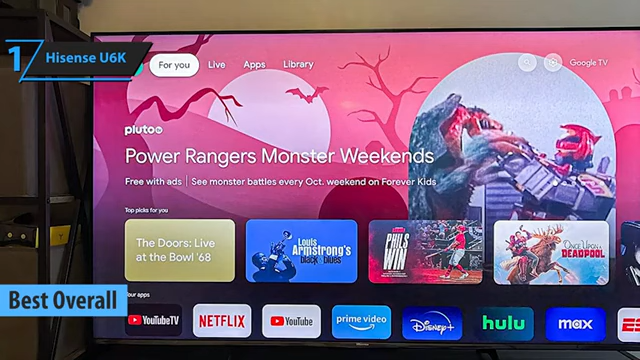 1
Hisense U6K
For you
Live
Apps
Library
Google TV
pluto tv
Power Rangers Monster Weekends
Free with ads | See monster battles every Oct. weekend on Forever Kids
Top picks for you
The Doors: Live
at the Bowl '68
Louis
Armstrong's
black & blues
PHILS
WIN
ONCE UPON A
DEADPOOL
Best Overall
our apps
YouTubeTV
NETFLIX
YouTube
prime video
Disney+
hulu
max